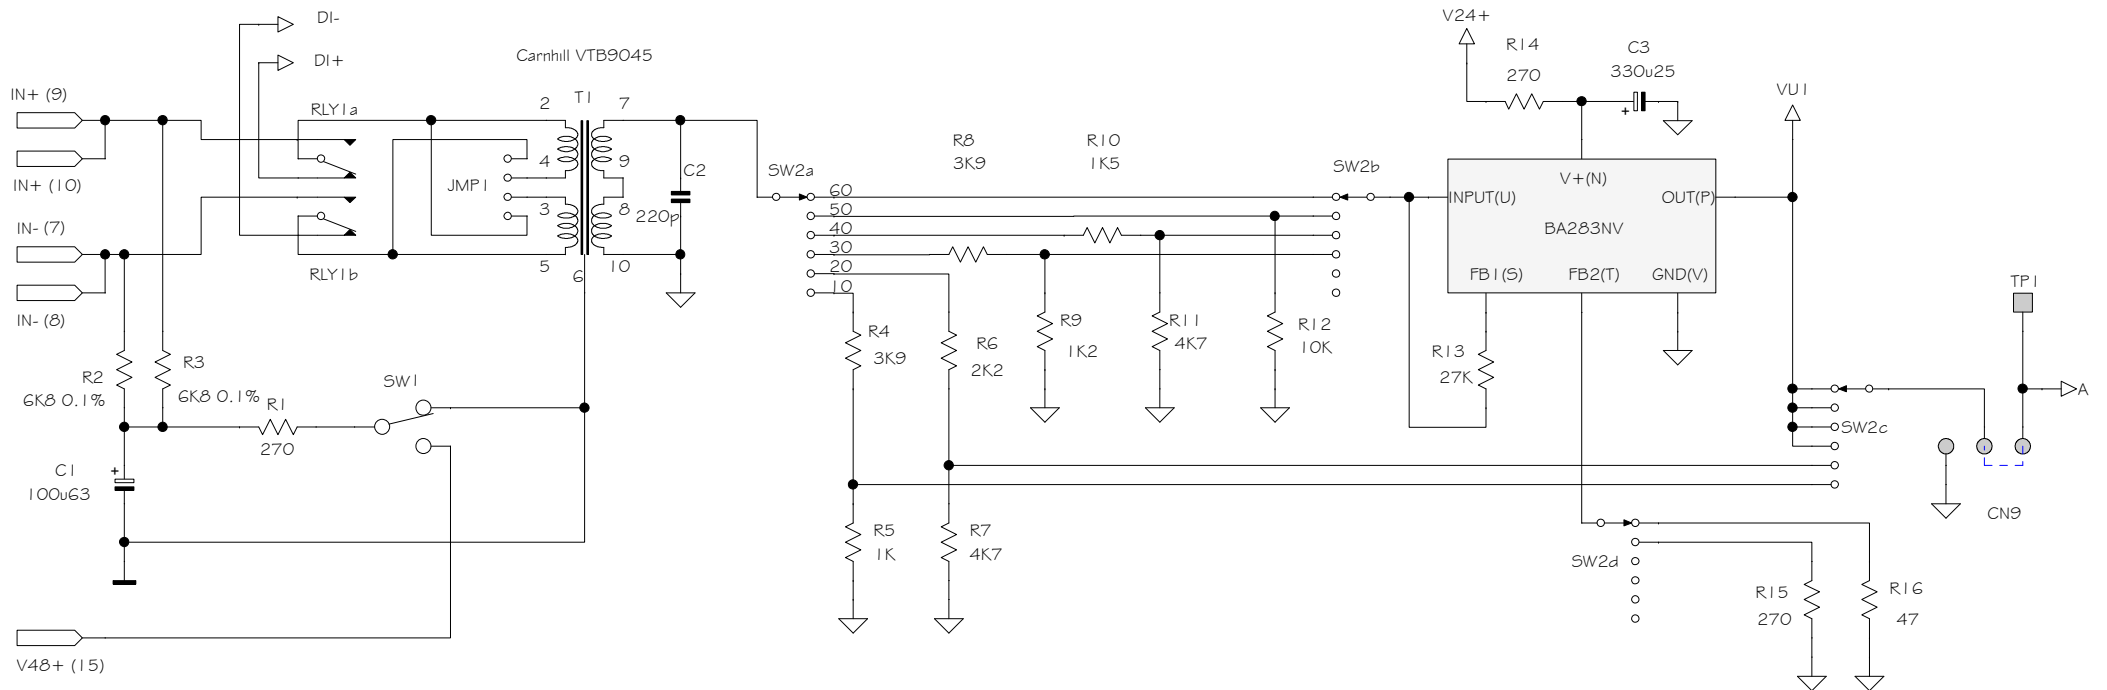 DI-
DI+
IN+ (9)
IN+ (10)
IN- (7)
IN- (8)
RLY1a
RLY1b
Carnhill VTB9045
T1
2
7
4
9
3
8
5
6
10
JMP1
C2
220p
R2
6K8 0.1%
R3
6K8 0.1%
R1
270
SW1
C1
100u63
V48+ (15)
SW2a
60
50
40
30
20
10
R8
3K9
R10
1K5
SW2b
R4
3K9
R6
2K2
R9
1K2
R11
4K7
R12
10K
R5
1K
R7
4K7
V24+
R14
270
C3
330u25
+
V+(N)
INPUT(U)
OUT(P)
BA283NV
FB1(S)
FB2(T)
GND(V)
R13
27K
VU1
TP1
A
SW2c
CN9
SW2d
R15
270
R16
47
+